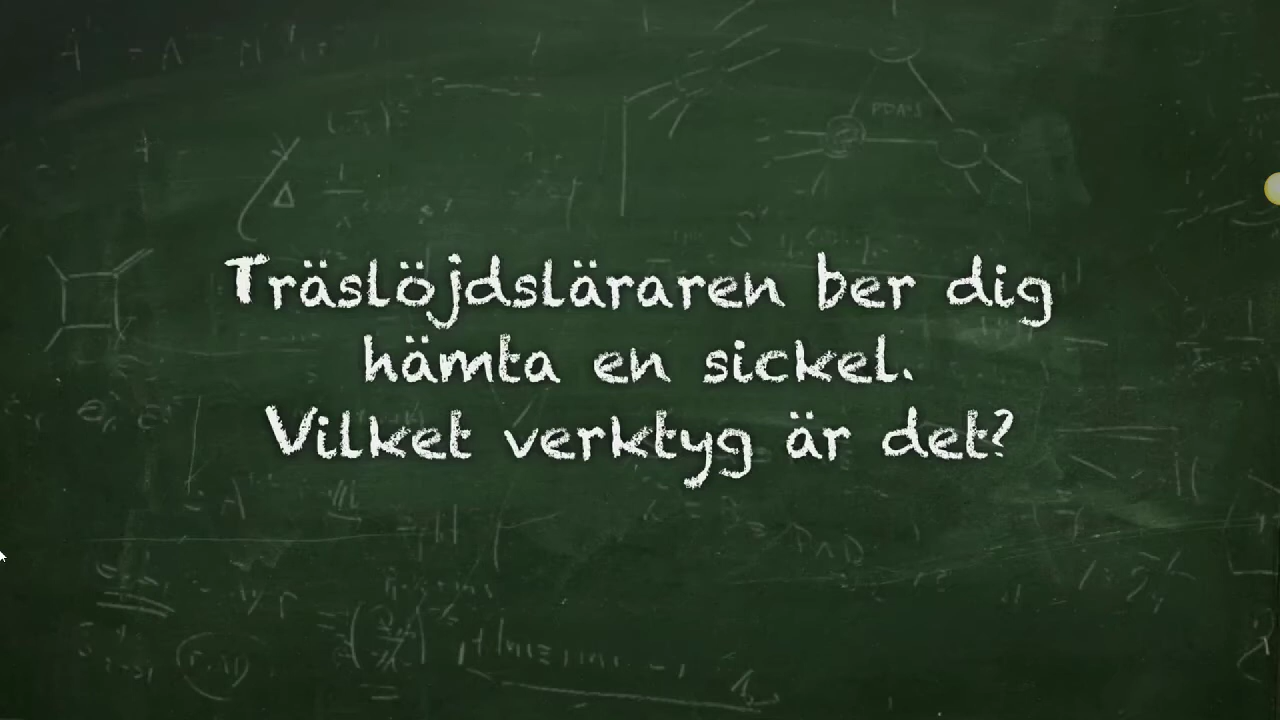 Träslöjdsläraren ber dig
hämta en sickel.
Vilket verktyg är det?